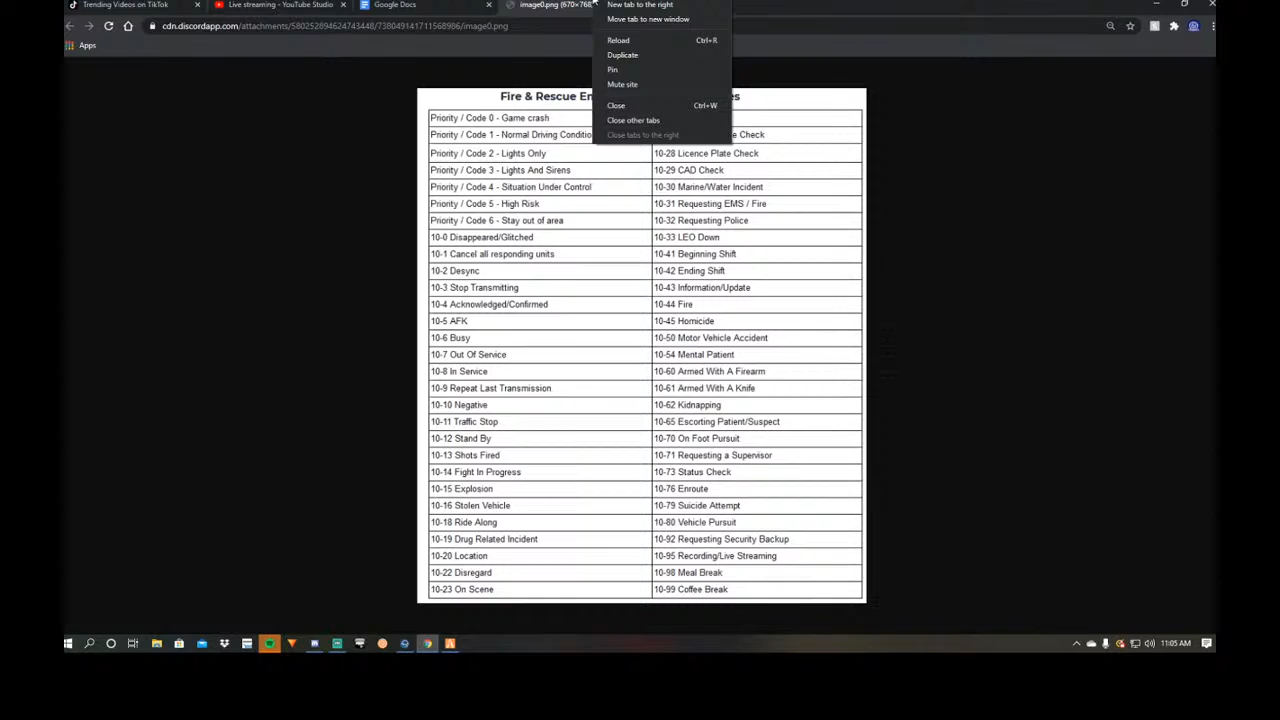 Trending Videos on TikTok
Live streaming - YouTube Studio
Google Docs
image0.png (670×768)
cdn.discordapp.com/attachments/580252894624743448/738049141711568986/image0.png
Apps
New tab to the right
Move tab to new window
Reload Ctrl+R
Duplicate
Pin
Mute site
Close Ctrl+W
Close other tabs
Close tabs to the right
Fire & Rescue
Priority / Code 0 - Game crash
Priority / Code 1 - Normal Driving
Priority / Code 2 - Lights Only
Priority / Code 3 - Lights And Sirens
Priority / Code 4 - Situation Under Control
Priority / Code 5 - High Risk
Priority / Code 6 - Stay out of area
10-0 Disappeared/Glitched
10-1 Cancel all responding units
10-2 Desync
10-3 Stop Transmitting
10-4 Acknowledged/Confirmed
10-5 AFK
10-6 Busy
10-7 Out Of Service
10-8 In Service
10-9 Repeat Last Transmission
10-10 Negative
10-11 Traffic Stop
10-12 Stand By
10-13 Shots Fired
10-14 Fight In Progress
10-15 Explosion
10-16 Stolen Vehicle
10-18 Ride Along
10-19 Drug Related Incident
10-20 Location
10-22 Disregard
10-23 On Scene
Check
10-28 Licence Plate Check
10-29 CAD Check
10-30 Marine/Water Incident
10-31 Requesting EMS / Fire
10-32 Requesting Police
10-33 LEO Down
10-41 Beginning Shift
10-42 Ending Shift
10-43 Information/Update
10-44 Fire
10-45 Homicide
10-50 Motor Vehicle Accident
10-54 Mental Patient
10-60 Armed With A Firearm
10-61 Armed With A Knife
10-62 Kidnapping
10-65 Escorting Patient/Suspect
10-70 On Foot Pursuit
10-71 Requesting a Supervisor
10-73 Status Check
10-76 Enroute
10-79 Suicide Attempt
10-80 Vehicle Pursuit
10-92 Requesting Security Backup
10-95 Recording/Live Streaming
10-98 Meal Break
10-99 Coffee Break
11:05 AM